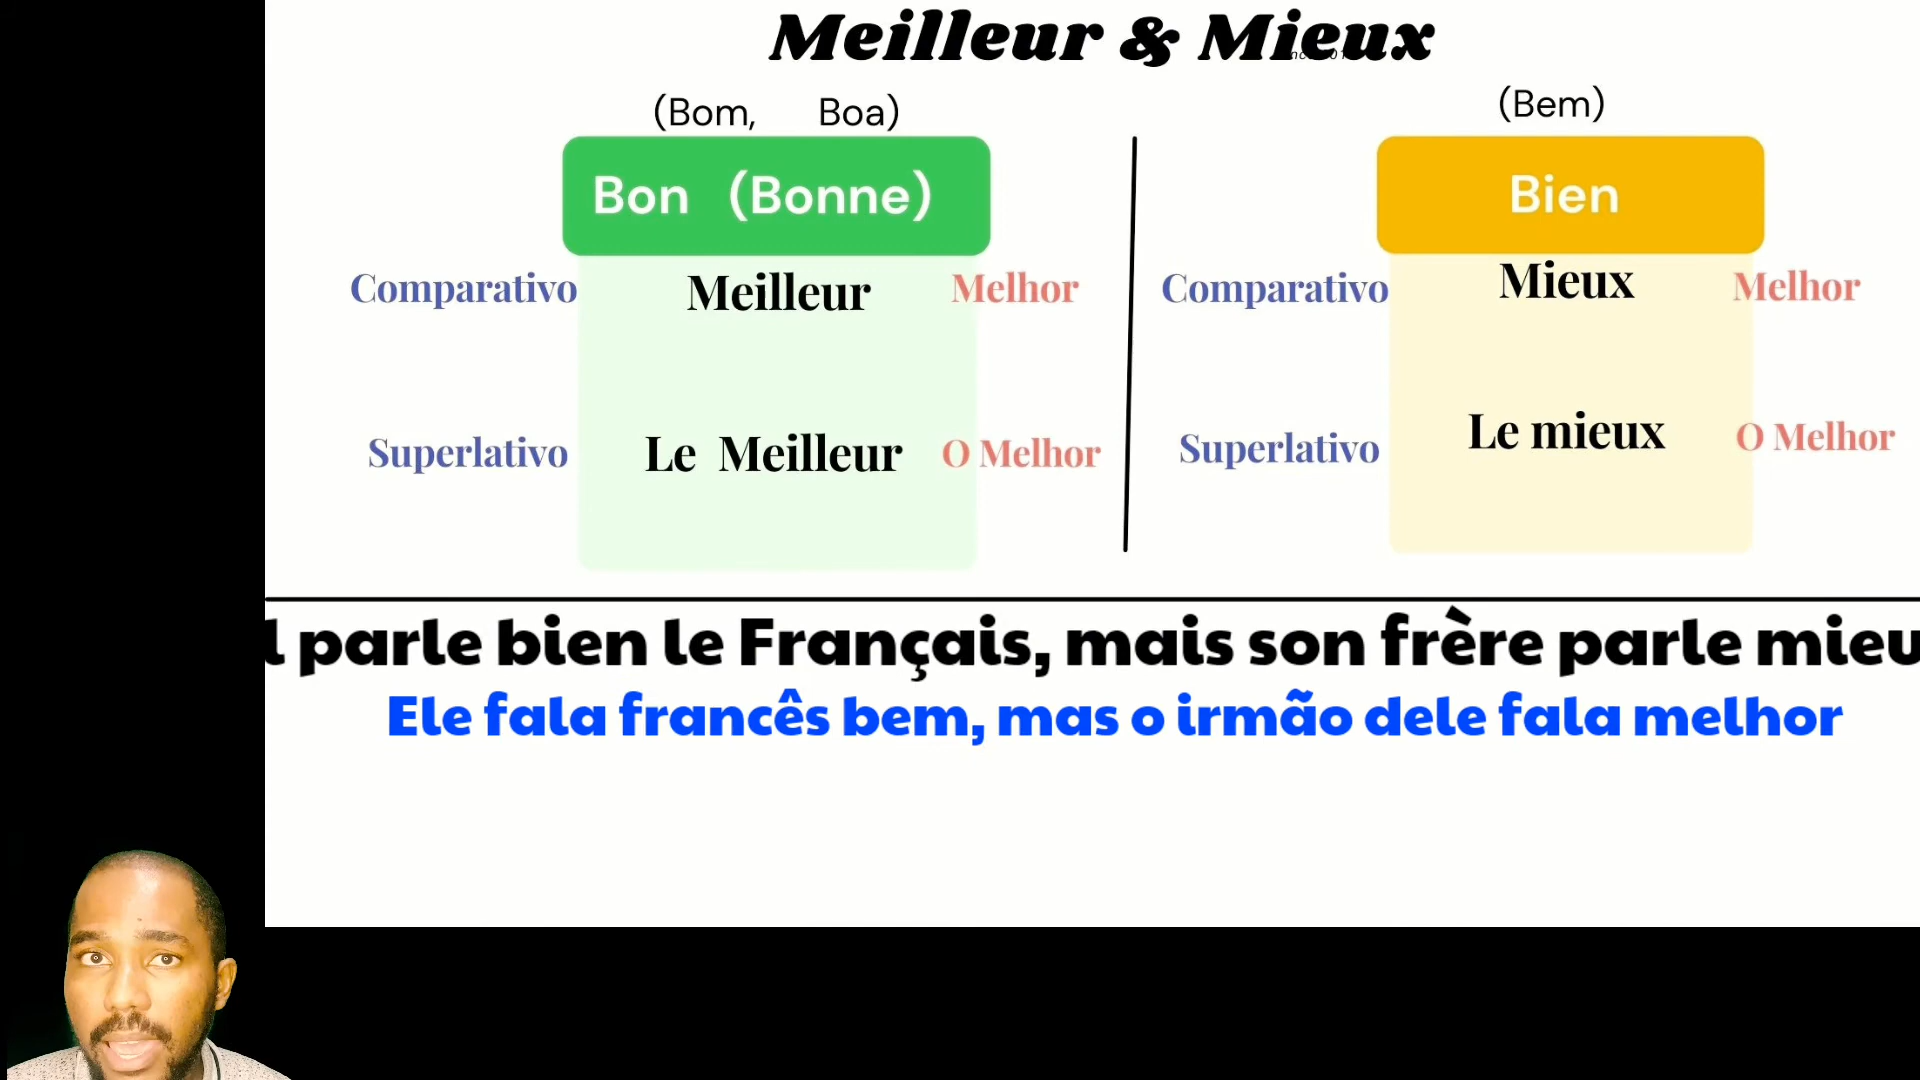 Meilleur & Mieux
(Bom, Boa)
Bon (Bonne)
Comparativo Meilleur Melhor
Superlativo Le Meilleur O Melhor
(Bem)
Bien
Comparativo Mieux Melhor
Superlativo Le mieux O Melhor
l parle bien le Français, mais son frère parle mieu
Ele fala francês bem, mas o irmão dele fala melhor